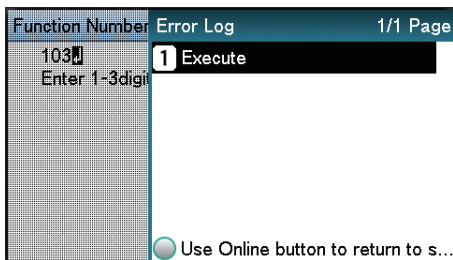 Function Number
103
Enter 1-3digi
Error Log 1/1 Page
1 Execute
Use Online button to return to s...